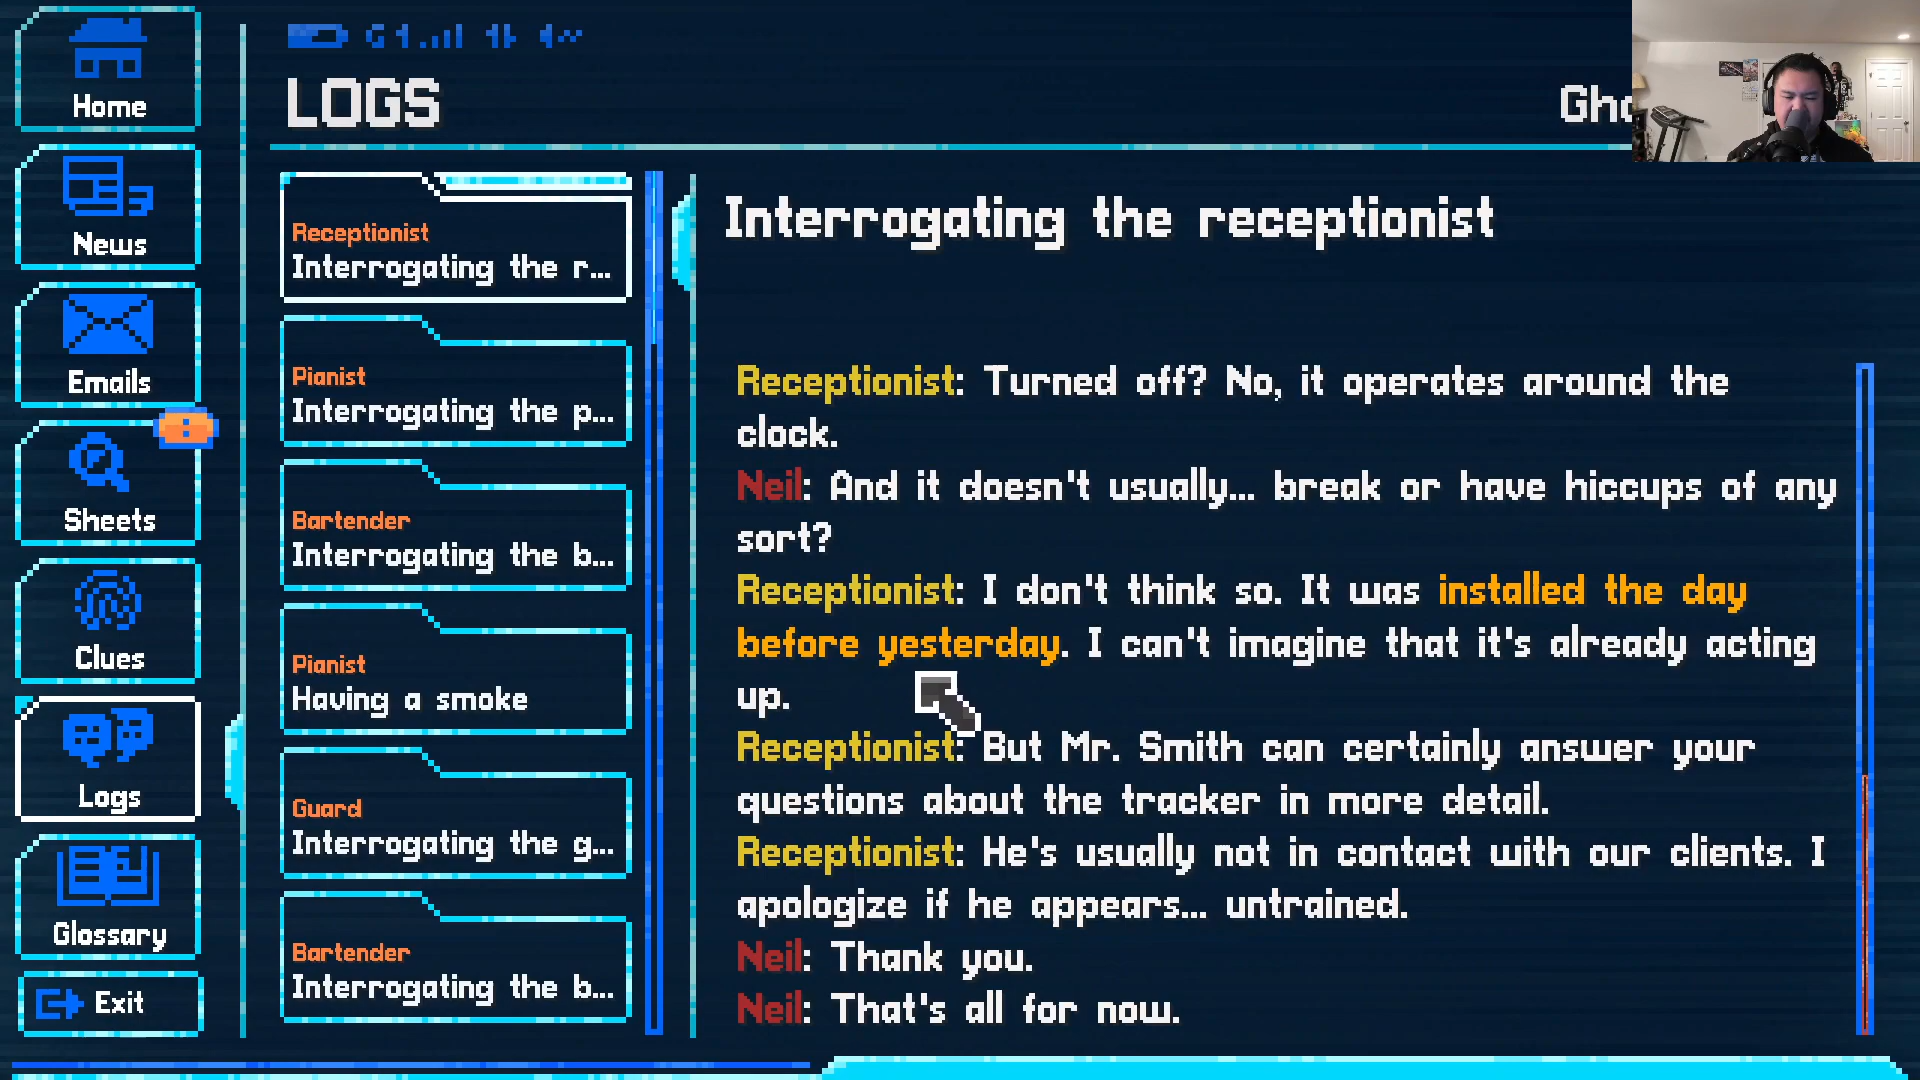 Home
News
Emails
Sheets
Clues
Logs
Glossary
Exit
LOGS
Receptionist
Interrogating the r...
Pianist
Interrogating the p...
Bartender
Interrogating the b...
Pianist
Having a smoke
Guard
Interrogating the g...
Bartender
Interrogating the b...
Interrogating the receptionist
Receptionist: Turned off? No, it operates around the
clock.
Neil: And it doesn't usually... break or have hiccups of any
sort?
Receptionist: I don't think so. It was installed the day
before yesterday. I can't imagine that it's already acting
up.
Receptionist: But Mr. Smith can certainly answer your
questions about the tracker in more detail.
Receptionist: He's usually not in contact with our clients. I
apologize if he appears... untrained.
Neil: Thank you.
Neil: That's all for now.